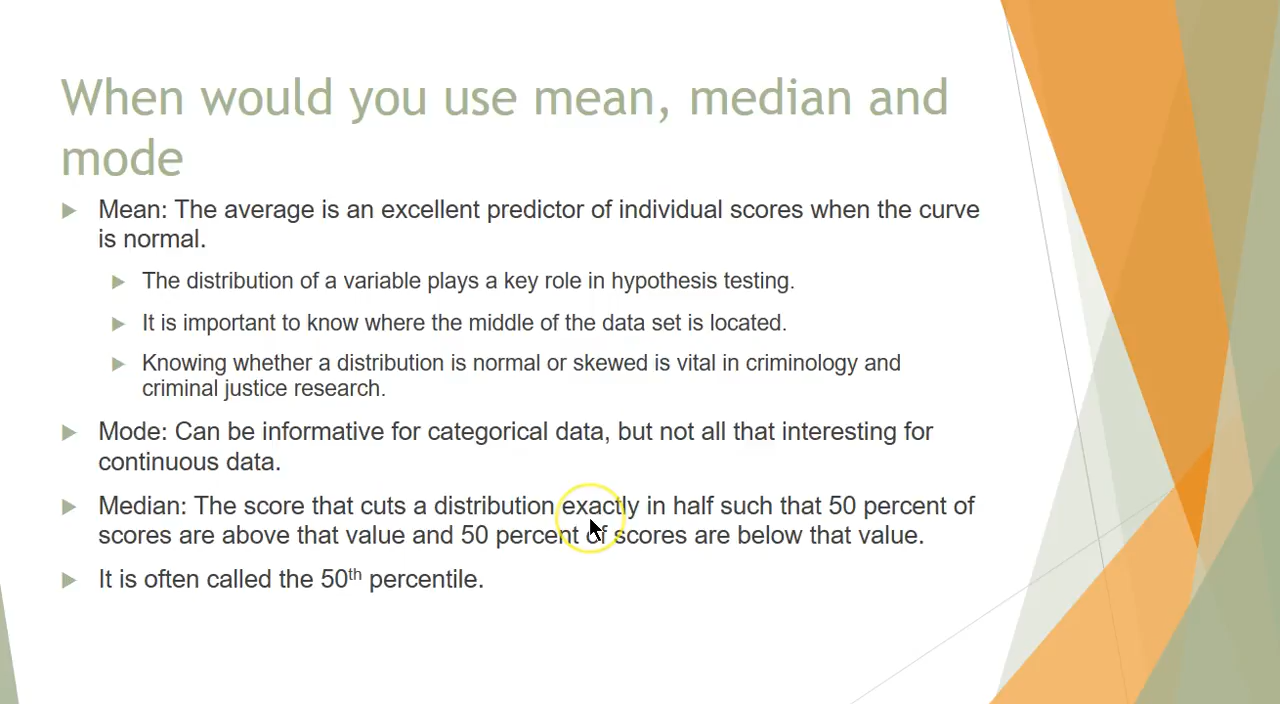 When would you use mean, median and
mode
Mean: The average is an excellent predictor of individual scores when the curve
is normal.
The distribution of a variable plays a key role in hypothesis testing.
It is important to know where the middle of the data set is located.
Knowing whether a distribution is normal or skewed is vital in criminology and
criminal justice research.
Mode: Can be informative for categorical data, but not all that interesting for
continuous data.
Median: The score that cuts a distribution exactly in half such that 50 percent of
scores are above that value and 50 percent of scores are below that value.
It is often called the 50th percentile.